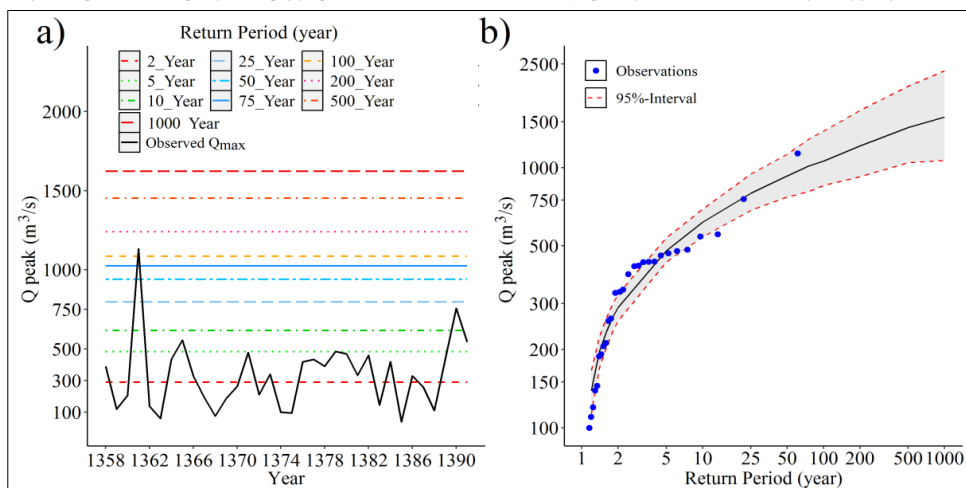 a)
Return Period (year)
2_Year 25_Year 100_Year
5_Year 50_Year 200_Year
10_Year 75_Year 500_Year
1000 Year
Observed Qmax
Q peak (m³/s)
2000
1500
1000
750
500
300
100
1358 1362 1366 1370 1374 1378 1382 1386 1390
Year
b)
Observations
95%-Interval
Q peak (m³/s)
2500
1500
1000
750
500
300
200
150
100
1 2 5 10 25 50 100 200 500 1000
Return Period (year)